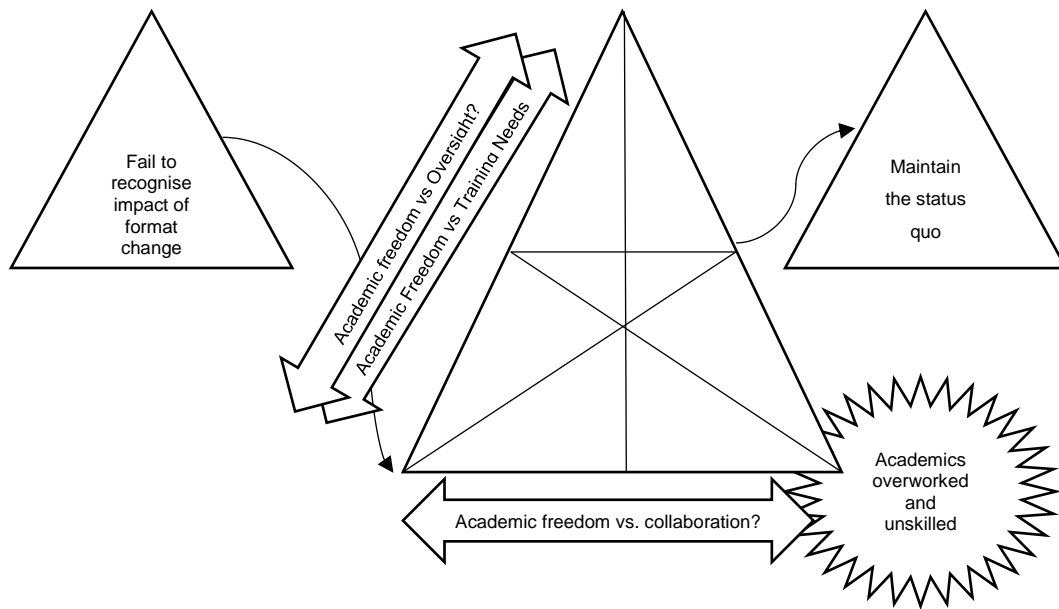 Fail to
recognise
impact of
format
change
Academic freedom vs Oversight?
Academic Freedom vs Training Needs
Maintain
the status
quo
Academics
overworked
and
unskilled
Academic freedom vs. collaboration?